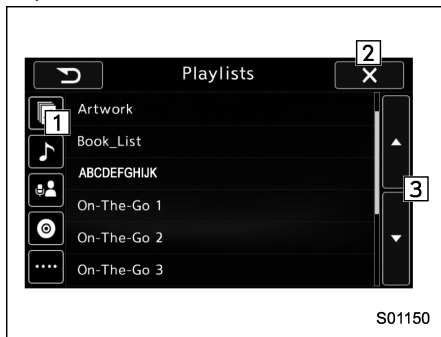 2
Playlists
Artwork
1
Book_List
ABCDEFGHIJK
3
On-The-Go 1
On-The-Go 2
On-The-Go 3
S01150